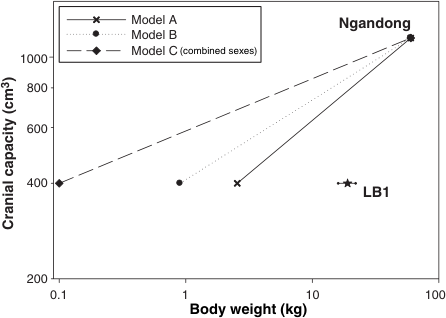 Model A
Model B
Model C (combined sexes)
Ngandong
1000
800
600
400
200
Cranial capacity (cm³)
LB1
0.1
1
10
100
Body weight (kg)